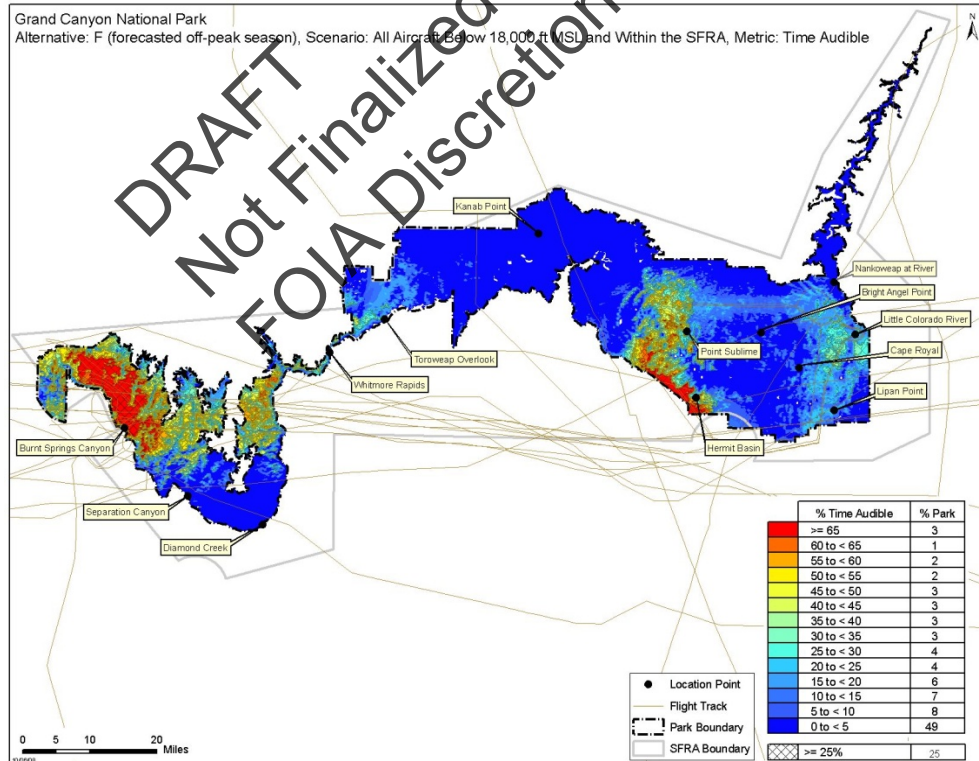 Grand Canyon National Park
Alternative: F (forecasted off-peak season), Scenario: All Aircraft Below 18,000 ft MSL and Within the SFRA, Metric: Time Audible
N
DRAFT
Not Finalized
FOIA Discretion
Kanab Point
Nankoweap at River
Bright Angel Point
Little Colorado River
Point Sublime
Cape Royal
Toroweap Overlook
Whitmore Rapids
Lipan Point
Burnt Springs Canyon
Hermit Basin
Separation Canyon
Diamond Creek
% Time Audible % Park
>= 65 3
60 to < 65 1
55 to < 60 2
50 to < 55 2
45 to < 50 3
40 to < 45 3
35 to < 40 3
30 to < 35 3
25 to < 30 4
20 to < 25 4
15 to < 20 6
10 to < 15 7
5 to < 10 8
0 to < 5 49
>= 25% 25
Location Point
Flight Track
Park Boundary
SFRA Boundary
0 5 10 20 Miles